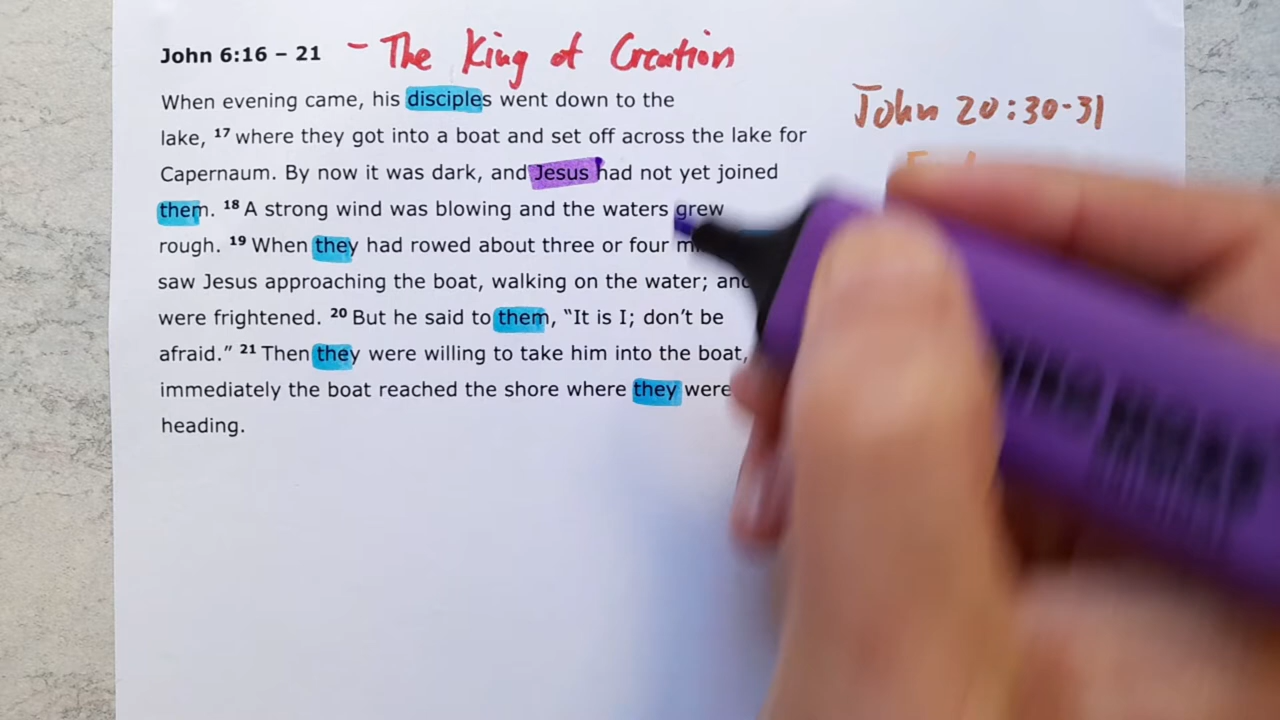 John 6:16 – 21 – The King of Creation
When evening came, his disciples went down to the
lake, 17 where they got into a boat and set off across the lake for
Capernaum. By now it was dark, and Jesus had not yet joined
them. 18 A strong wind was blowing and the waters grew
rough. 19 When they had rowed about three or four
saw Jesus approaching the boat, walking on the water; and
were frightened. 20 But he said to them, “It is I; don’t be
afraid.” 21 Then they were willing to take him into the boat,
immediately the boat reached the shore where they were
heading.
John 20:30-31